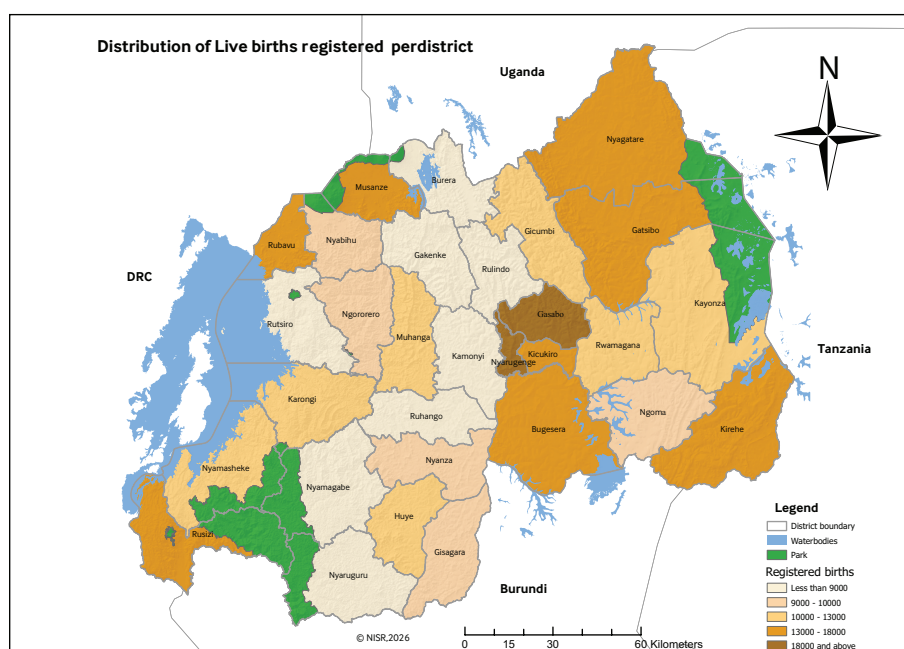 Distribution of Live births registered perdistrict
Uganda
N
Nyagatare
Burera
Musanze
Gicumbi
Gatsibo
Rubavu
Nyabihu
Gakenke
Rulindo
DRC
Kayonza
Rutsiro
Ngororero
Gasabo
Muhanga
Rwamagana
Tanzania
Kamonyi
Nyarugenge
Kicukiro
Karongi
Ngoma
Ruhango
Bugesera
Kirehe
Nyamasheke
Nyanza
Nyamagabe
Huye
Rusizi
Gisagara
Nyaruguru
Burundi
Legend
District boundary
Waterbodies
Park
Registered births
Less than 9000
9000 - 10000
10000 - 13000
13000 - 18000
18000 and above
© NISR,2026
0 15 30 60 Kilometers